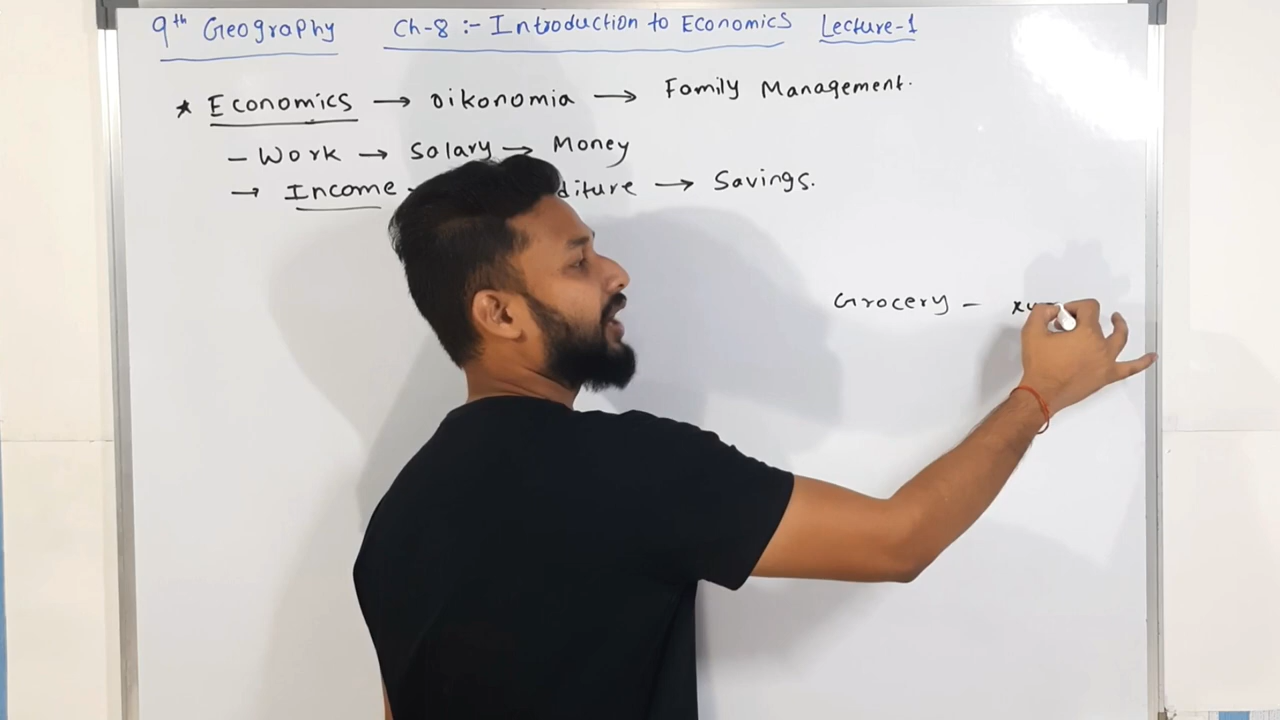 9th Geography Ch-8 :- Introduction to Economics Lecture-1
* Economics → oikonomia → Family Management.
- Work → Salary → Money
→ Income - diture → Savings.
Grocery -